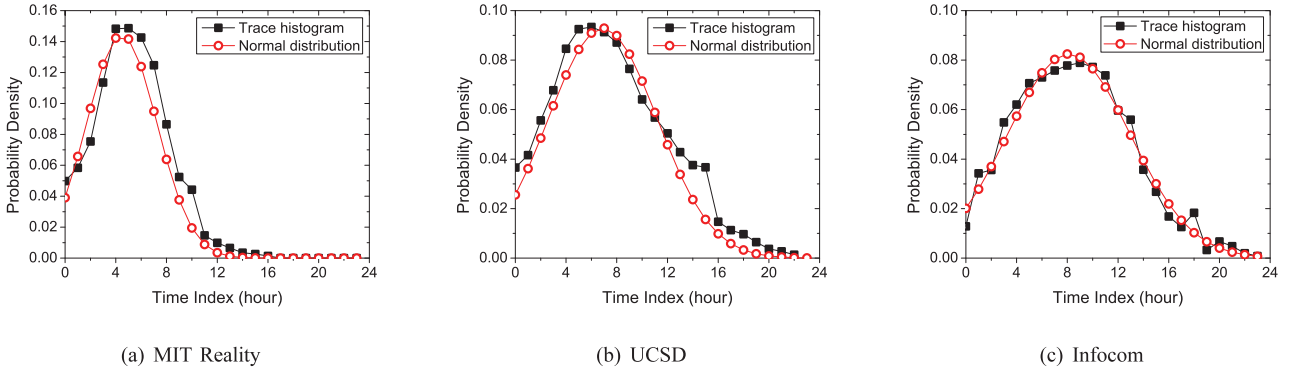 Probability Density
0.16
0.14
0.12
0.10
0.08
0.06
0.04
0.02
0.00
0 4 8 12 16 20 24
Time Index (hour)
Trace histogram
Normal distribution
(a) MIT Reality
Probability Density
0.10
0.08
0.06
0.04
0.02
0.00
0 4 8 12 16 20 24
Time Index (hour)
Trace histogram
Normal distribution
(b) UCSD
Probability Density
0.10
0.08
0.06
0.04
0.02
0.00
0 4 8 12 16 20 24
Time Index (hour)
Trace histogram
Normal distribution
(c) Infocom